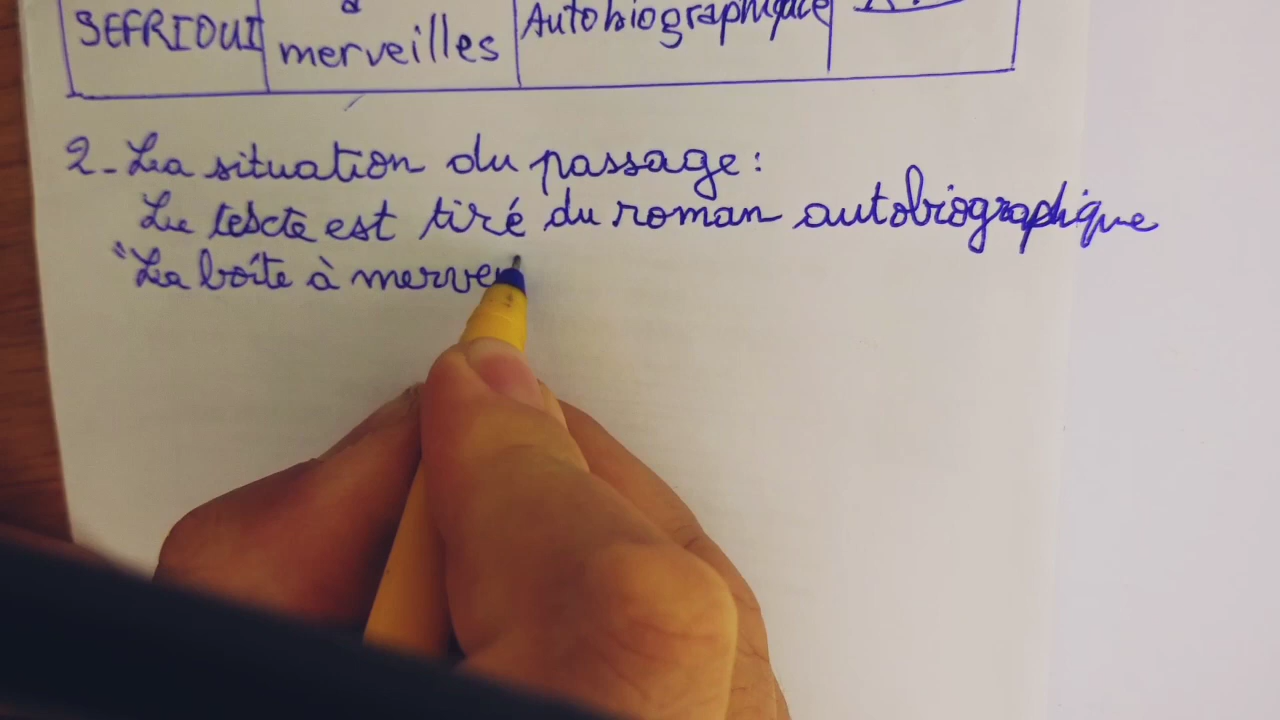 à
SEFRIOUI merveilles Autobiographique
2- La situation du passage:
Le texte est tiré du roman autobiographique
"La boîte à merve